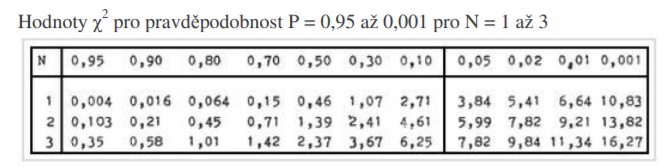 Hodnoty χ² pro pravděpodobnost P = 0,95 až 0,001 pro N = 1 až 3
N 0,95 0,90 0,80 0,70 0,50 0,30 0,10 0,05 0,02 0,01 0,001
1 0,004 0,016 0,064 0,15 0,46 1,07 2,71 3,84 5,41 6,64 10,83
2 0,103 0,21 0,45 0,71 1,39 2,41 4,61 5,99 7,82 9,21 13,82
3 0,35 0,58 1,01 1,42 2,37 3,67 6,25 7,82 9,84 11,34 16,27